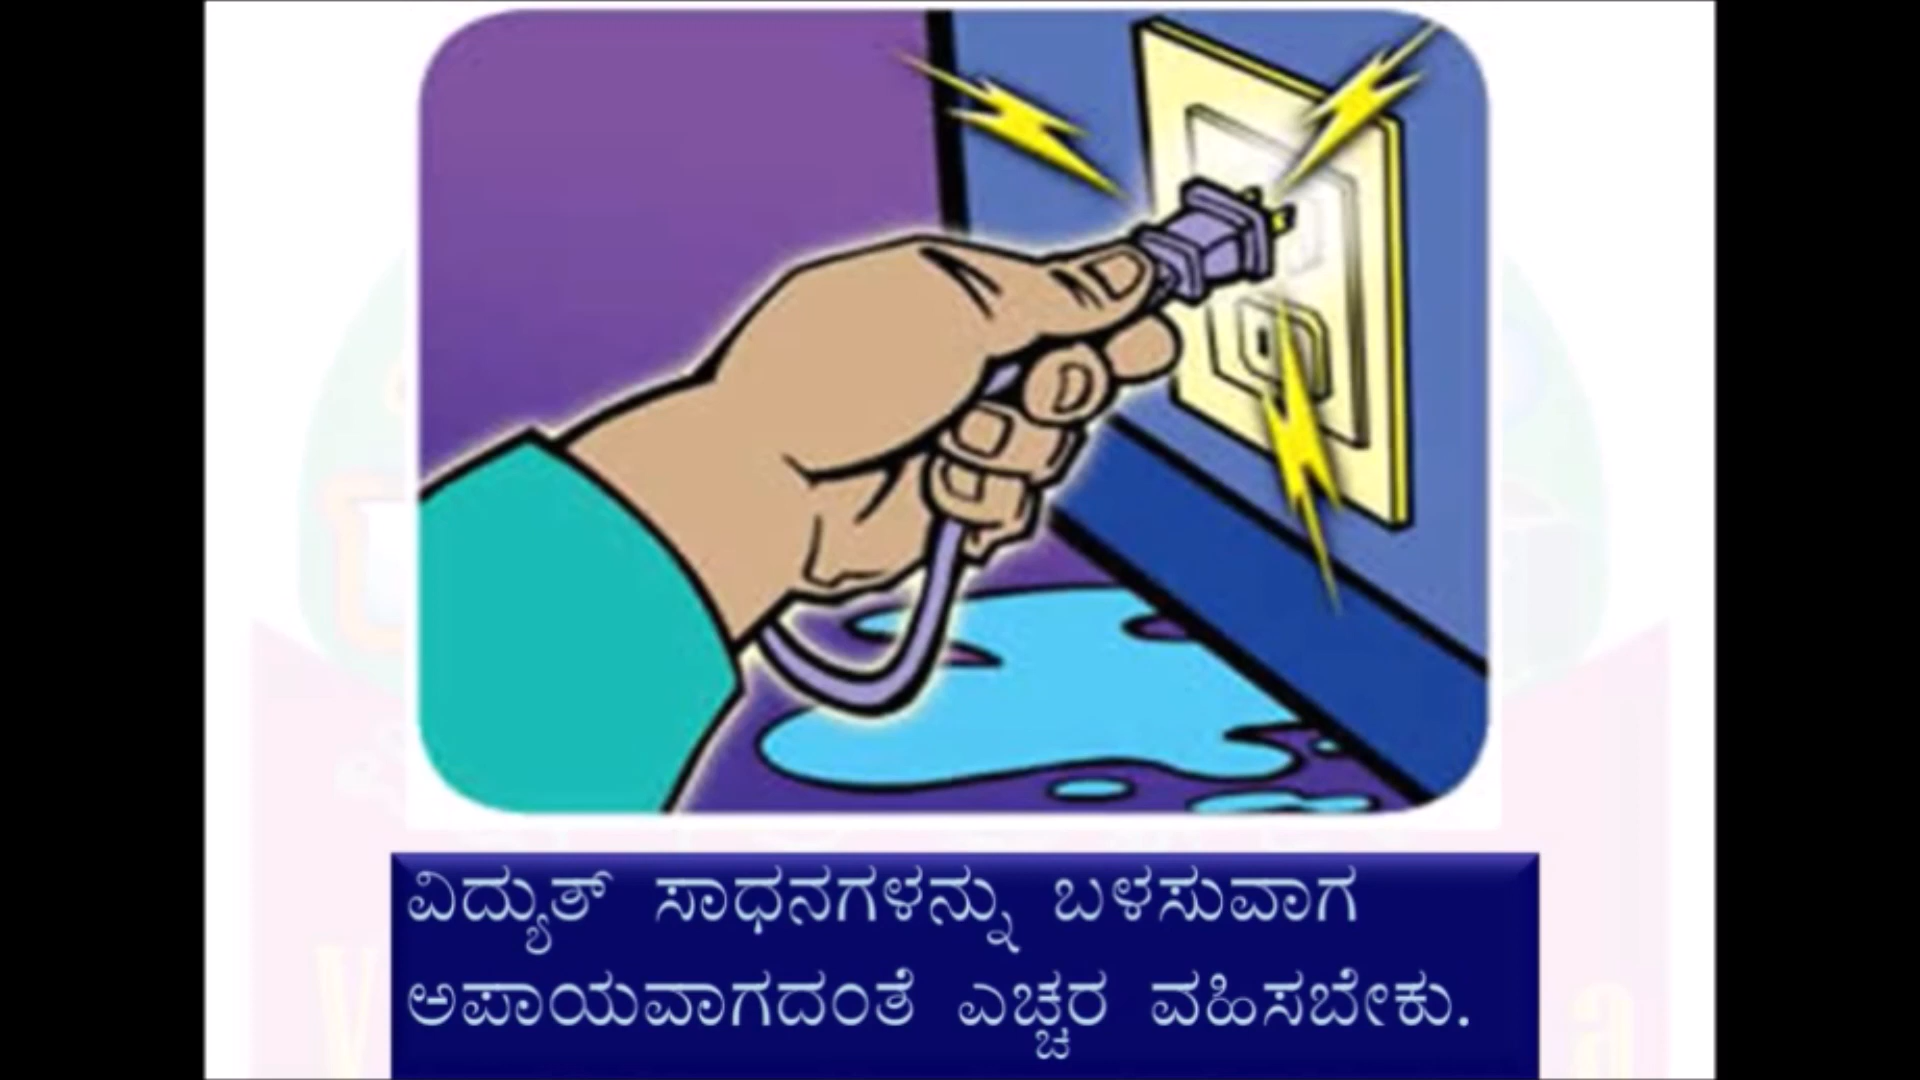 ವಿದ್ಯುತ್ ಸಾಧನಗಳನ್ನು ಬಳಸುವಾಗ
ಅಪಾಯವಾಗದಂತೆ ಎಚ್ಚರ ವಹಿಸಬೇಕು.